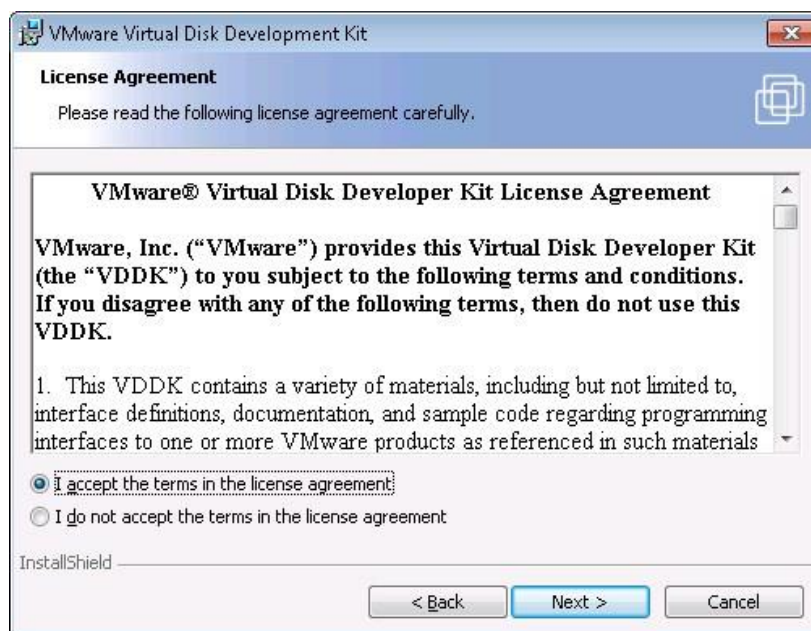 VMware Virtual Disk Development Kit
License Agreement
Please read the following license agreement carefully.
VMware® Virtual Disk Developer Kit License Agreement
VMware, Inc. (“VMware”) provides this Virtual Disk Developer Kit
(the “VDDK”) to you subject to the following terms and conditions.
If you disagree with any of the following terms, then do not use this
VDDK.
1. This VDDK contains a variety of materials, including but not limited to,
interface definitions, documentation, and sample code regarding programming
interfaces to one or more VMware products as referenced in such materials
I accept the terms in the license agreement
I do not accept the terms in the license agreement
InstallShield
< Back Next > Cancel